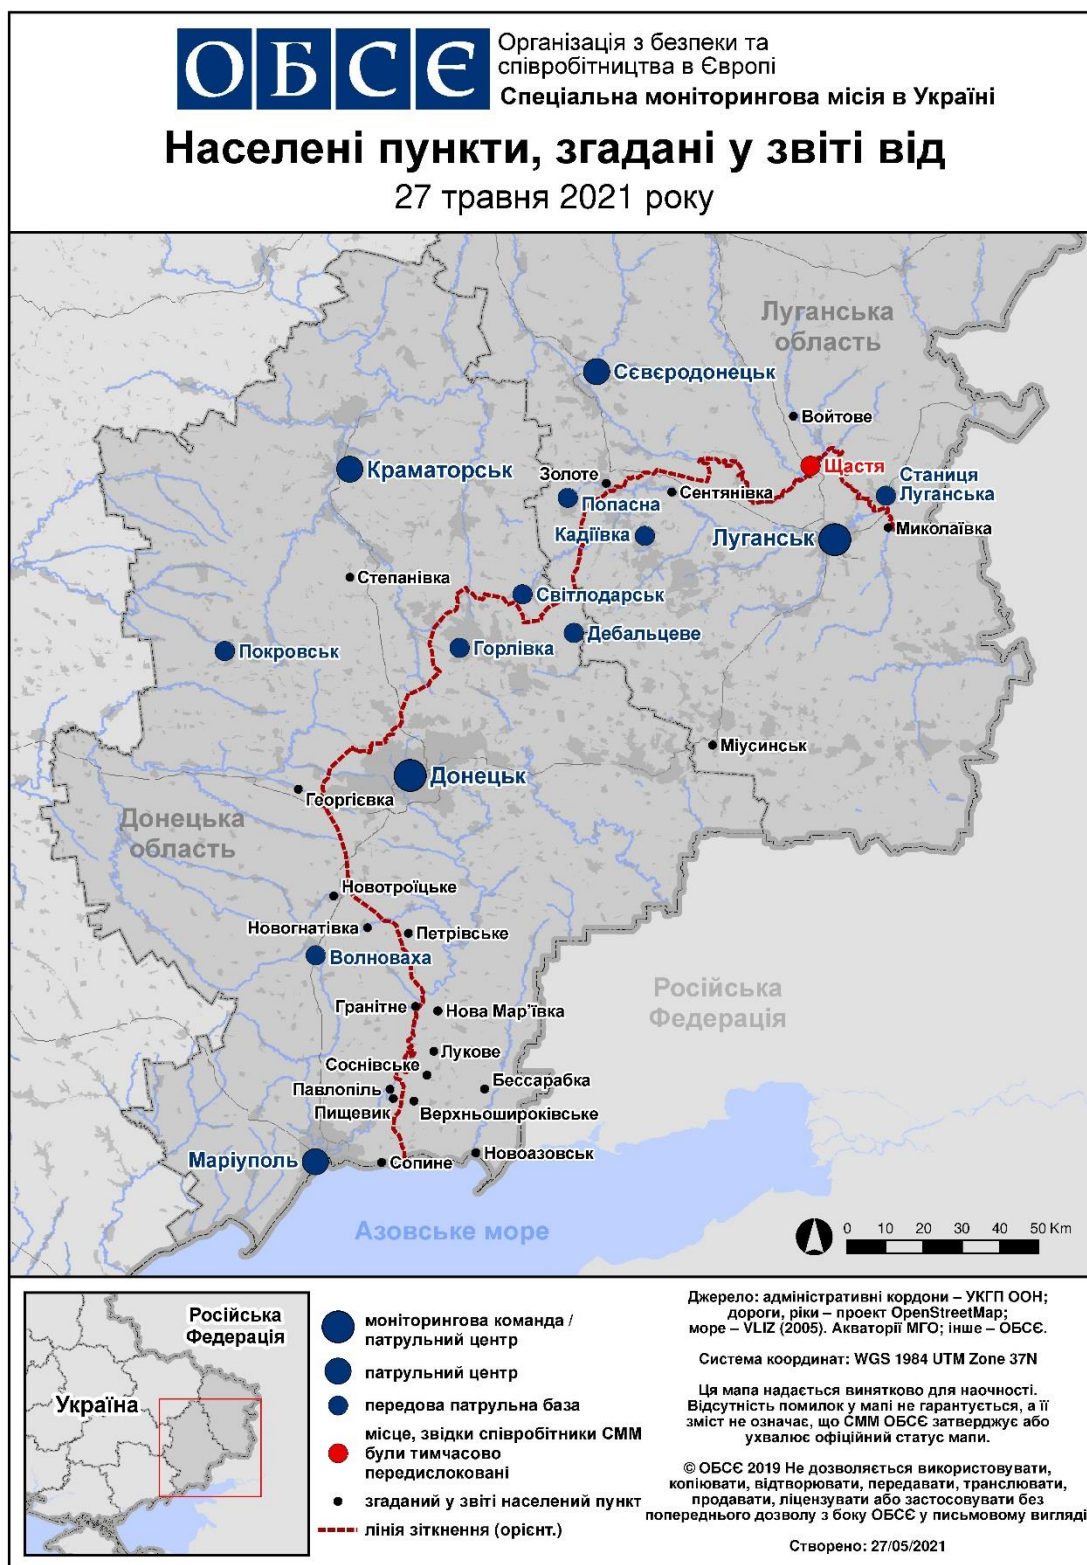 ОБСЄ
Організація з безпеки та
співробітництва в Європі
Спеціальна моніторингова місія в Україні
Населені пункти, згадані у звіті від
27 травня 2021 року
Луганська
область
Сєвєродонецьк
Войтове
Щастя
Краматорськ
Золоте
Станиця
Луганська
Сентянівка
Попасна
Миколаївка
Кадіївка
Луганськ
Степанівка
Світлодарськ
Дебальцеве
Покровськ
Горлівка
Міусинськ
Донецьк
Георгієвка
Донецька
область
Новотроїцьке
Новогнатівка
Петрівське
Волноваха
Російська
Федерація
Гранітне
Нова Мар'ївка
Лукове
Соснівське
Бессарабка
Павлопіль
Пищевик
Верхньошироківське
Новоазовськ
Маріуполь
Сопине
Азовське море
0 10 20 30 40 50 Km
Російська
Федерація
Україна
моніторингова команда /
патрульний центр
патрульний центр
передова патрульна база
місце, звідки співробітники СММ
були тимчасово
передислоковані
згаданий у звіті населений пункт
лінія зіткнення (орієнт.)
Джерело: адміністративні кордони – УКГП ООН;
дороги, ріки – проект OpenStreetMap;
море – VLIZ (2005). Акваторії МГО; інше – ОБСЄ.
Система координат: WGS 1984 UTM Zone 37N
Ця мапа надається винятково для наочності.
Відсутність помилок у мапі не гарантується, а її
зміст не означає, що СММ ОБСЄ затверджує або
ухвалює офіційний статус мапи.
© ОБСЄ 2019 Не дозволяється використовувати,
копіювати, відтворювати, передавати, транслювати,
продавати, ліцензувати або застосовувати без
попереднього дозволу з боку ОБСЄ у письмовому вигляді
Створено: 27/05/2021